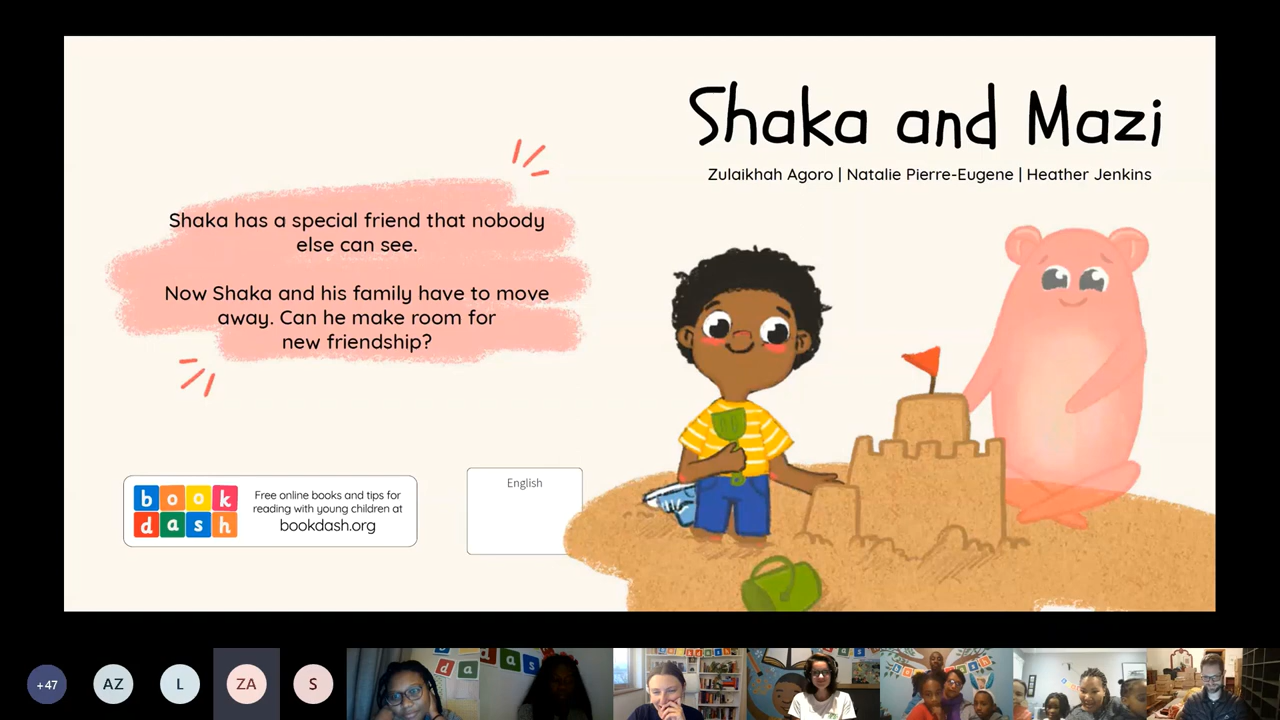 Shaka and Mazi
Zulaikhah Agoro | Natalie Pierre-Eugene | Heather Jenkins
Shaka has a special friend that nobody
else can see.
Now Shaka and his family have to move
away. Can he make room for
new friendship?
book
dash
Free online books and tips for
reading with young children at
bookdash.org
English
+47
AZ
L
ZA
S